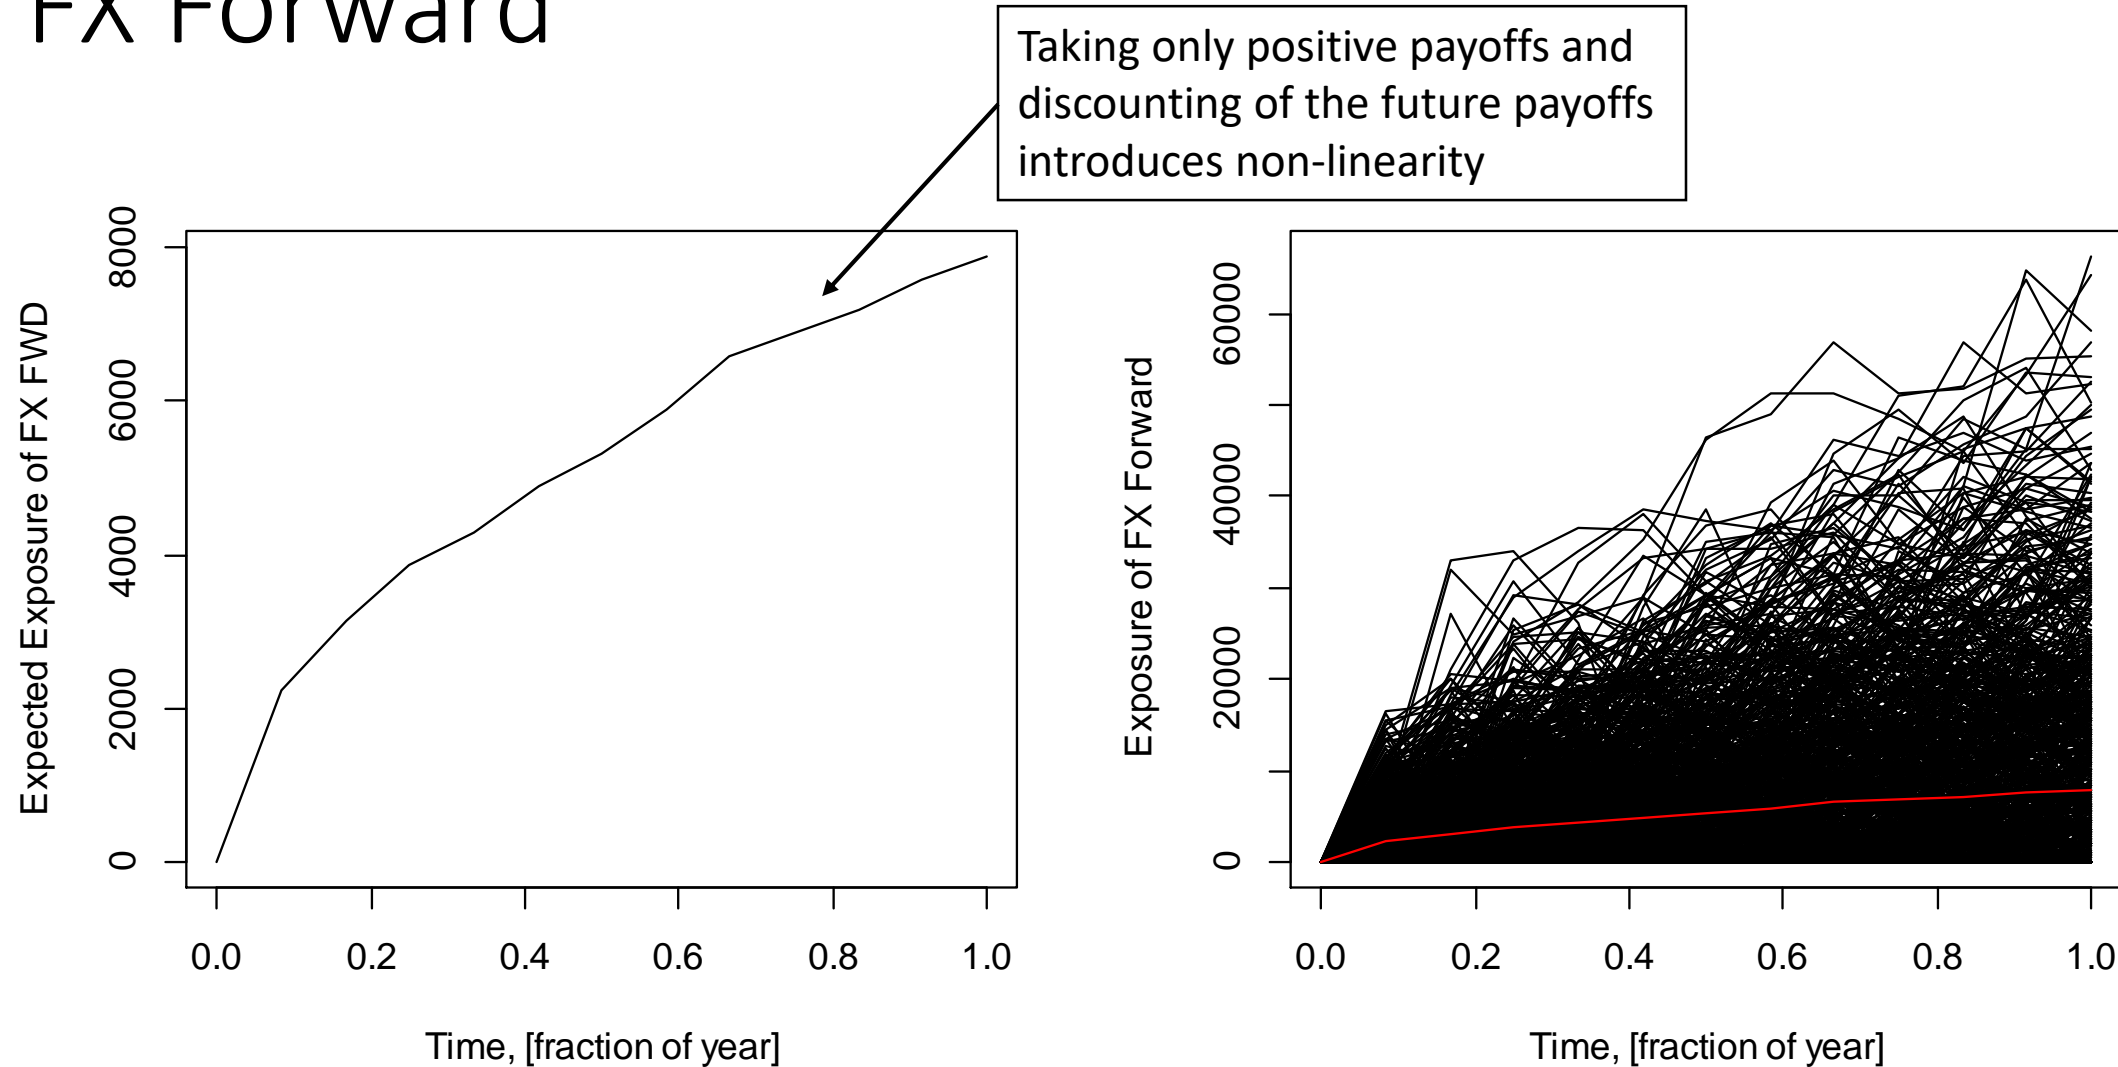 FX Forward
Taking only positive payoffs and
discounting of the future payoffs
introduces non-linearity
Expected Exposure of FX FWD
8000
6000
4000
2000
0
0.0 0.2 0.4 0.6 0.8 1.0
Time, [fraction of year]
Exposure of FX Forward
60000
40000
20000
0
0.0 0.2 0.4 0.6 0.8 1.0
Time, [fraction of year]